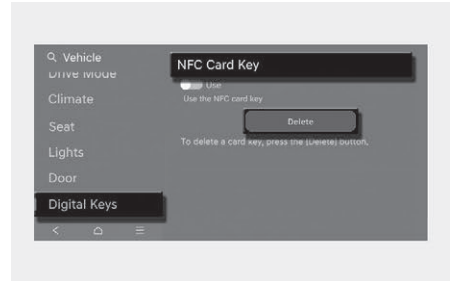 Vehicle
Drive Mode
Climate
Seat
Lights
Door
Digital Keys
NFC Card Key
Use
Use the NFC card key
Delete
To delete a card key, press the [Delete] button.